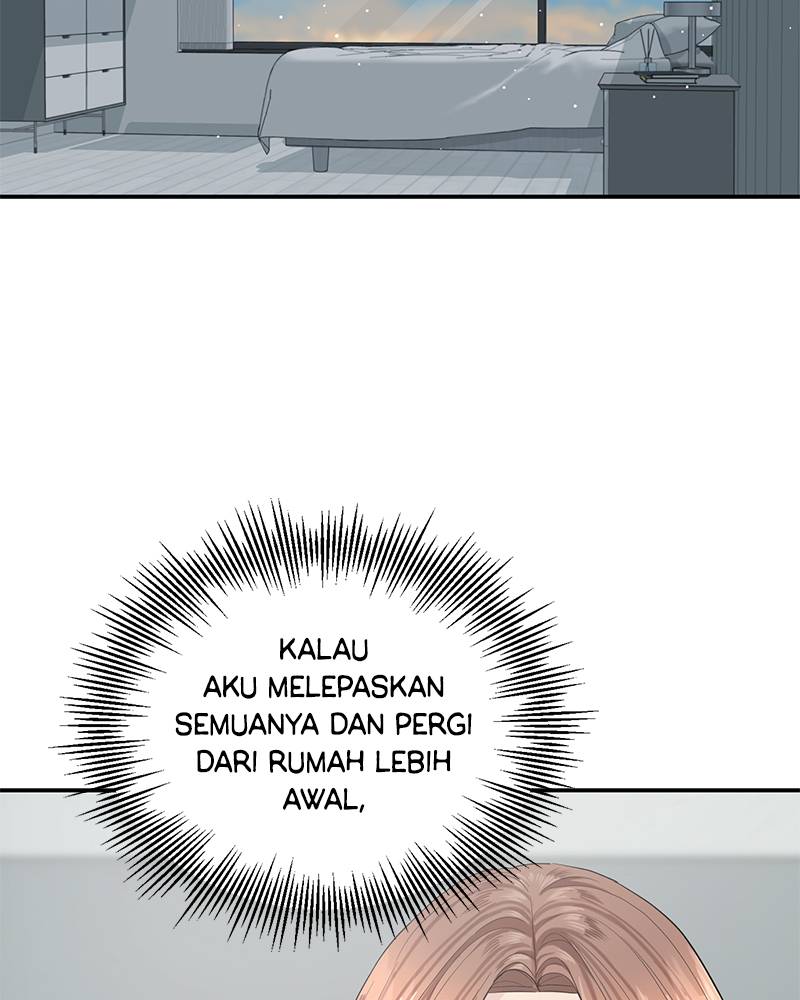 KALAU
AKU MELEPASKAN
SEMUANYA DAN PERGI
DARI RUMAH LEBIH
AWAL,